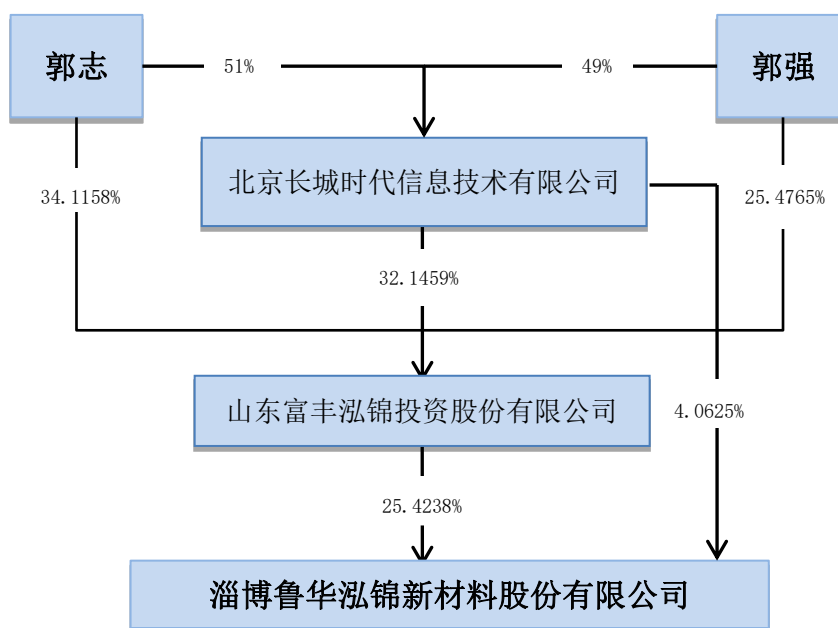 郭志
51%
49%
郭强
北京长城时代信息技术有限公司
34.1158%
25.4765%
32.1459%
山东富丰泓锦投资股份有限公司
4.0625%
25.4238%
淄博鲁华泓锦新材料股份有限公司